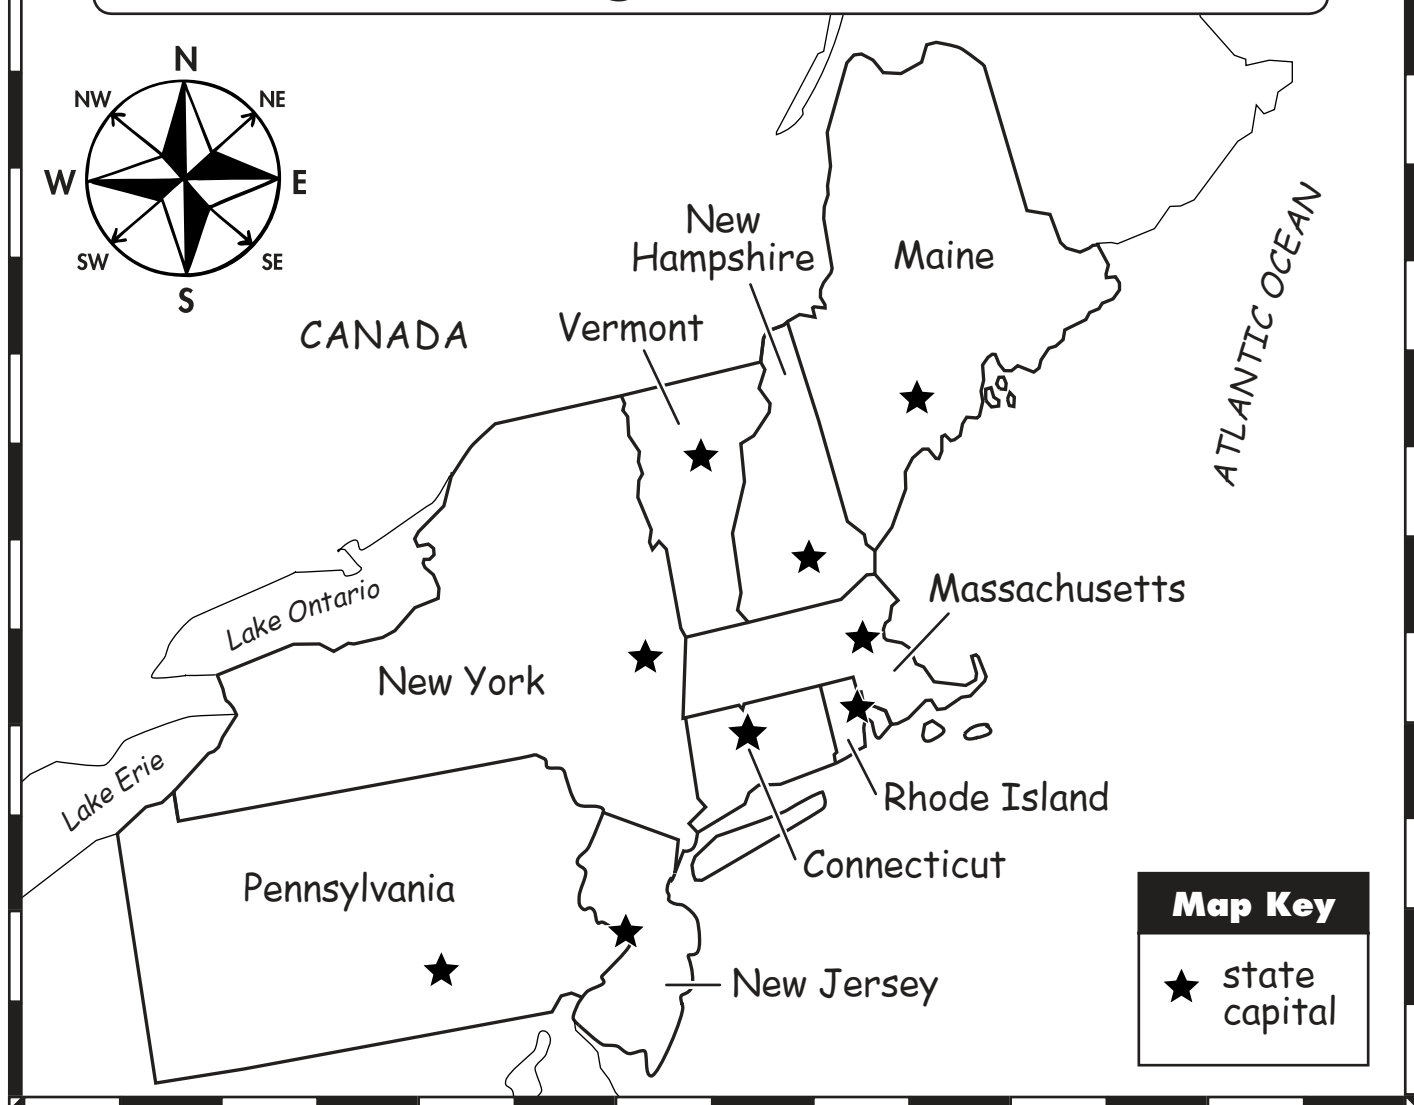 N
NW
NE
W
E
SW
SE
S
New
Hampshire
Maine
ATLANTIC OCEAN
CANADA
Vermont
Massachusetts
Lake Ontario
New York
Lake Erie
Rhode Island
Connecticut
Pennsylvania
New Jersey
Map Key
state
capital